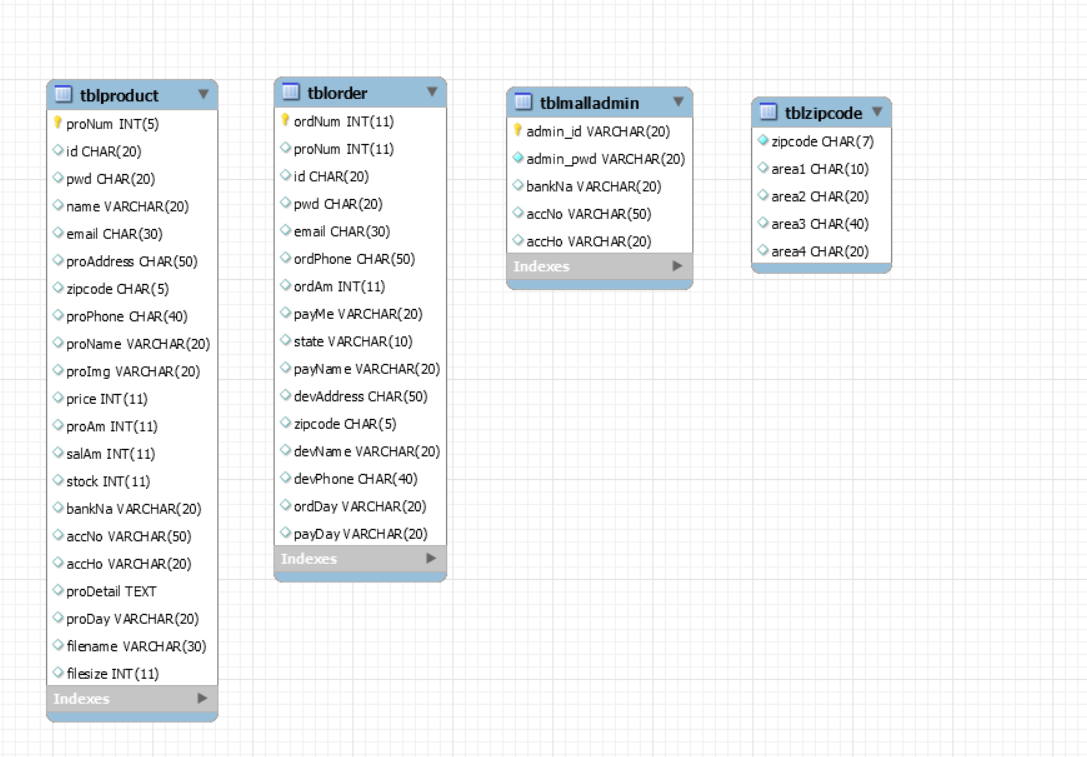 tblproduct
proNum INT(5)
id CHAR(20)
pwd CHAR(20)
name VARCHAR(20)
email CHAR(30)
proAddress CHAR(50)
zipcode CHAR(5)
proPhone CHAR(40)
proName VARCHAR(20)
proImg VARCHAR(20)
price INT(11)
proAm INT(11)
salAm INT(11)
stock INT(11)
bankNa VARCHAR(20)
accNo VARCHAR(50)
accHo VARCHAR(20)
proDetail TEXT
proDay VARCHAR(20)
filename VARCHAR(30)
filesize INT(11)
Indexes
tblorder
ordNum INT(11)
proNum INT(11)
id CHAR(20)
pwd CHAR(20)
email CHAR(30)
ordPhone CHAR(50)
ordAm INT(11)
payMe VARCHAR(20)
state VARCHAR(10)
payName VARCHAR(20)
devAddress CHAR(50)
zipcode CHAR(5)
devName VARCHAR(20)
devPhone CHAR(40)
ordDay VARCHAR(20)
payDay VARCHAR(20)
Indexes
tblmalladmin
admin_id VARCHAR(20)
admin_pwd VARCHAR(20)
bankNa VARCHAR(20)
accNo VARCHAR(50)
accHo VARCHAR(20)
Indexes
tblzipcode
zipcode CHAR(7)
area1 CHAR(10)
area2 CHAR(20)
area3 CHAR(40)
area4 CHAR(20)